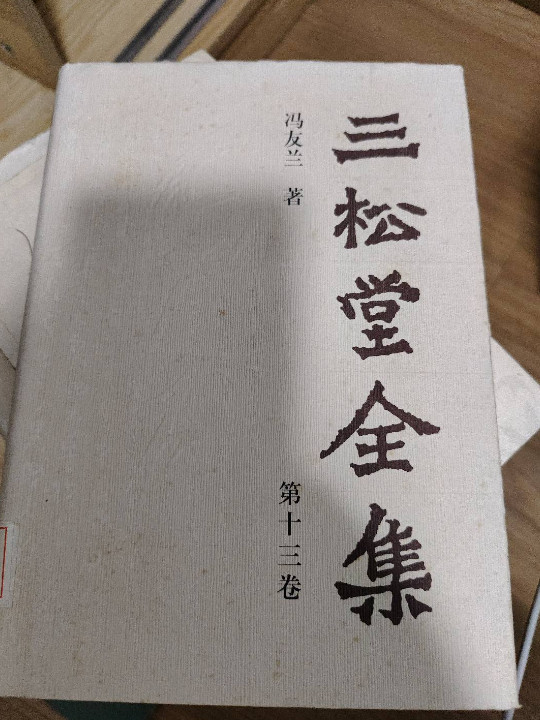 三松堂全集
冯友兰 著
第十三卷